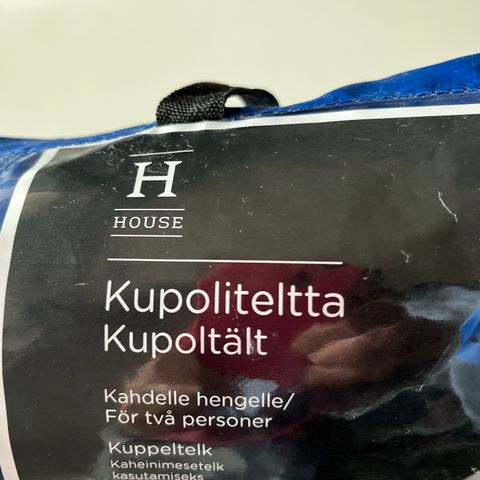 H
HOUSE
Kupoliteltta
Kupoltält
Kahdelle hengelle/
För två personer
Kuppeltelk
Kaheinimesetelk
kasutamiseks